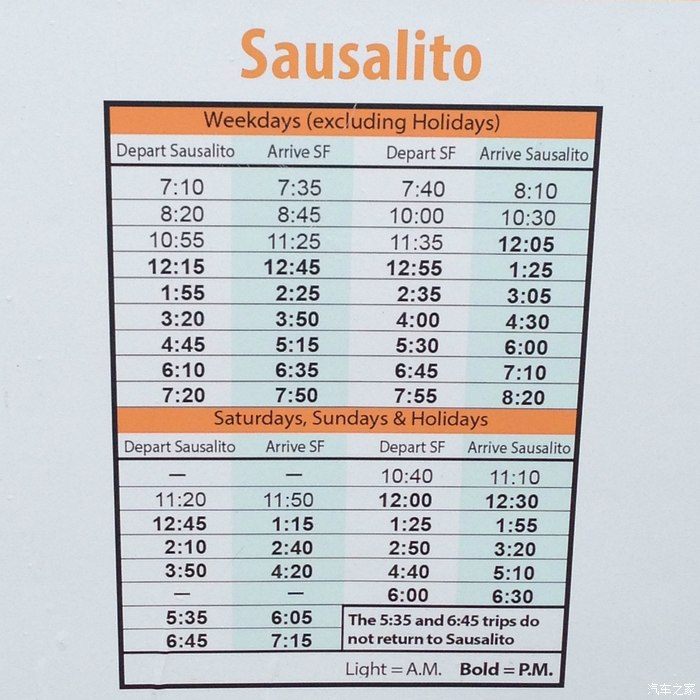 Sausalito
Weekdays (excluding Holidays)
Depart Sausalito Arrive SF Depart SF Arrive Sausalito
7:10 7:35 7:40 8:10
8:20 8:45 10:00 10:30
10:55 11:25 11:35 12:05
12:15 12:45 12:55 1:25
1:55 2:25 2:35 3:05
3:20 3:50 4:00 4:30
4:45 5:15 5:30 6:00
6:10 6:35 6:45 7:10
7:20 7:50 7:55 8:20
Saturdays, Sundays & Holidays
Depart Sausalito Arrive SF Depart SF Arrive Sausalito
— — 10:40 11:10
11:20 11:50 12:00 12:30
12:45 1:15 1:25 1:55
2:10 2:40 2:50 3:20
3:50 4:20 4:40 5:10
— — 6:00 6:30
5:35 6:05 The 5:35 and 6:45 trips do
6:45 7:15 not return to Sausalito
Light = A.M. Bold = P.M.
汽车之家